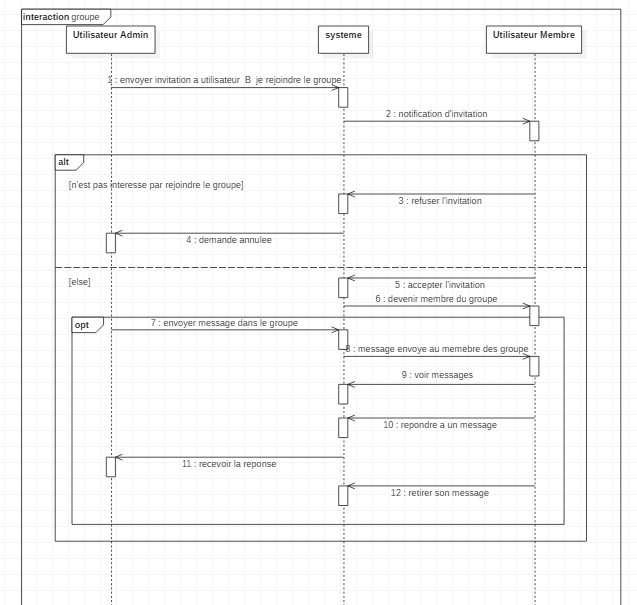 interaction groupe
Utilisateur Admin
systeme
Utilisateur Membre
1 : envoyer invitation a utilisateur B je rejoindre le groupe
2 : notification d'invitation
alt
[n'est pas interesse par rejoindre le groupe]
3 : refuser l'invitation
4 : demande annulee
[else]
5 : accepter l'invitation
6 : devenir membre du groupe
opt
7 : envoyer message dans le groupe
8 : message envoye au memebre des groupe
9 : voir messages
10 : repondre a un message
11 : recevoir la reponse
12 : retirer son message